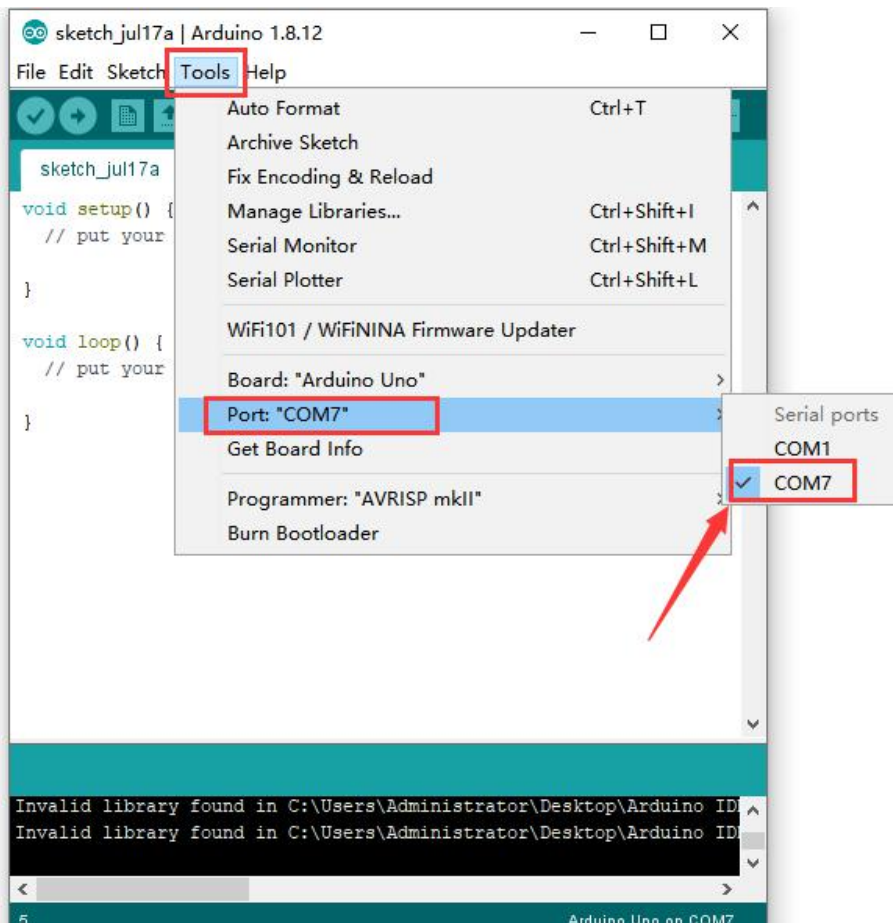 sketch_jul17a | Arduino 1.8.12
File Edit Sketch Tools Help
sketch_jul17a
void setup() {
// put your
}
void loop() {
// put your
}
Auto Format Ctrl+T
Archive Sketch
Fix Encoding & Reload
Manage Libraries... Ctrl+Shift+I
Serial Monitor Ctrl+Shift+M
Serial Plotter Ctrl+Shift+L
WiFi101 / WiFiNINA Firmware Updater
Board: "Arduino Uno"
Port: "COM7"
Get Board Info
Programmer: "AVRISP mkII"
Burn Bootloader
Serial ports
COM1
COM7
Invalid library found in C:\Users\Administrator\Desktop\Arduino
Invalid library found in C:\Users\Administrator\Desktop\Arduino
5 Arduino Uno on COM7